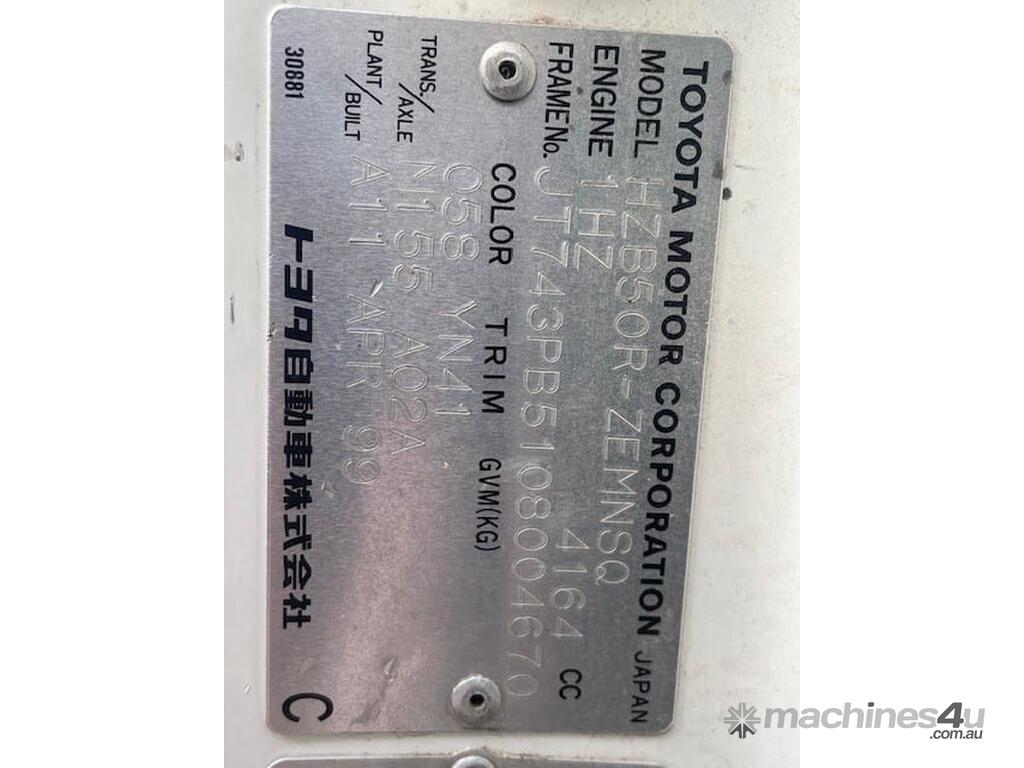 TOYOTA MOTOR CORPORATION JAPAN
MODEL HZB50R-ZEMNSQ
ENGINE 1HZ 4164 CC
FRAME No. JT743PB5108004670
COLOR TRIM GVM(KG)
058 YN41
TRANS./AXLE M155 A02A
PLANT/BUILT A11 APR 99
30881 トヨタ自動車株式会社 C
machines4u
.com.au